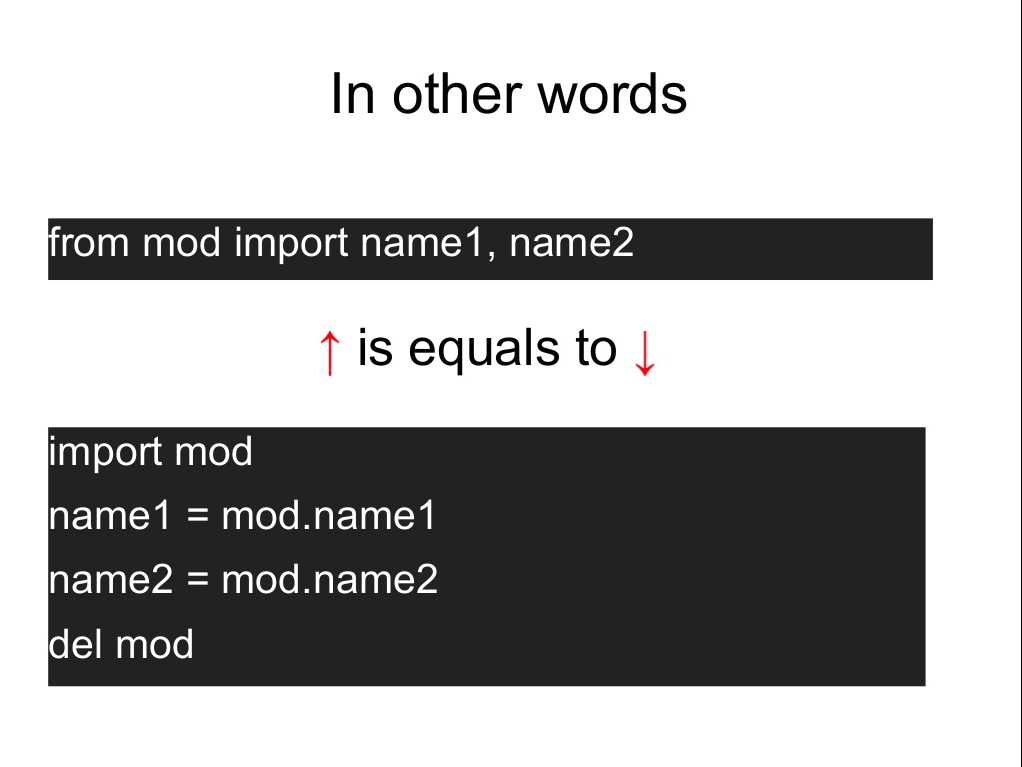 In other words
from mod import name1, name2
↑ is equals to ↓
import mod
name1 = mod.name1
name2 = mod.name2
del mod